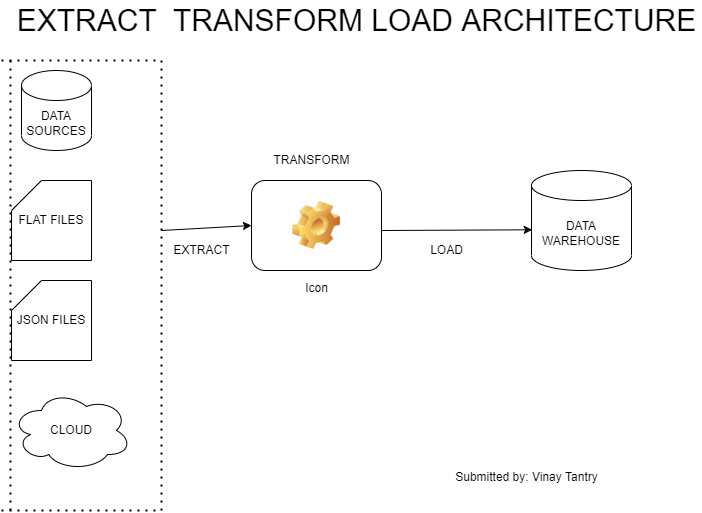 EXTRACT TRANSFORM LOAD ARCHITECTURE
DATA
SOURCES
FLAT FILES
JSON FILES
CLOUD
EXTRACT
TRANSFORM
Icon
LOAD
DATA
WAREHOUSE
Submitted by: Vinay Tantry